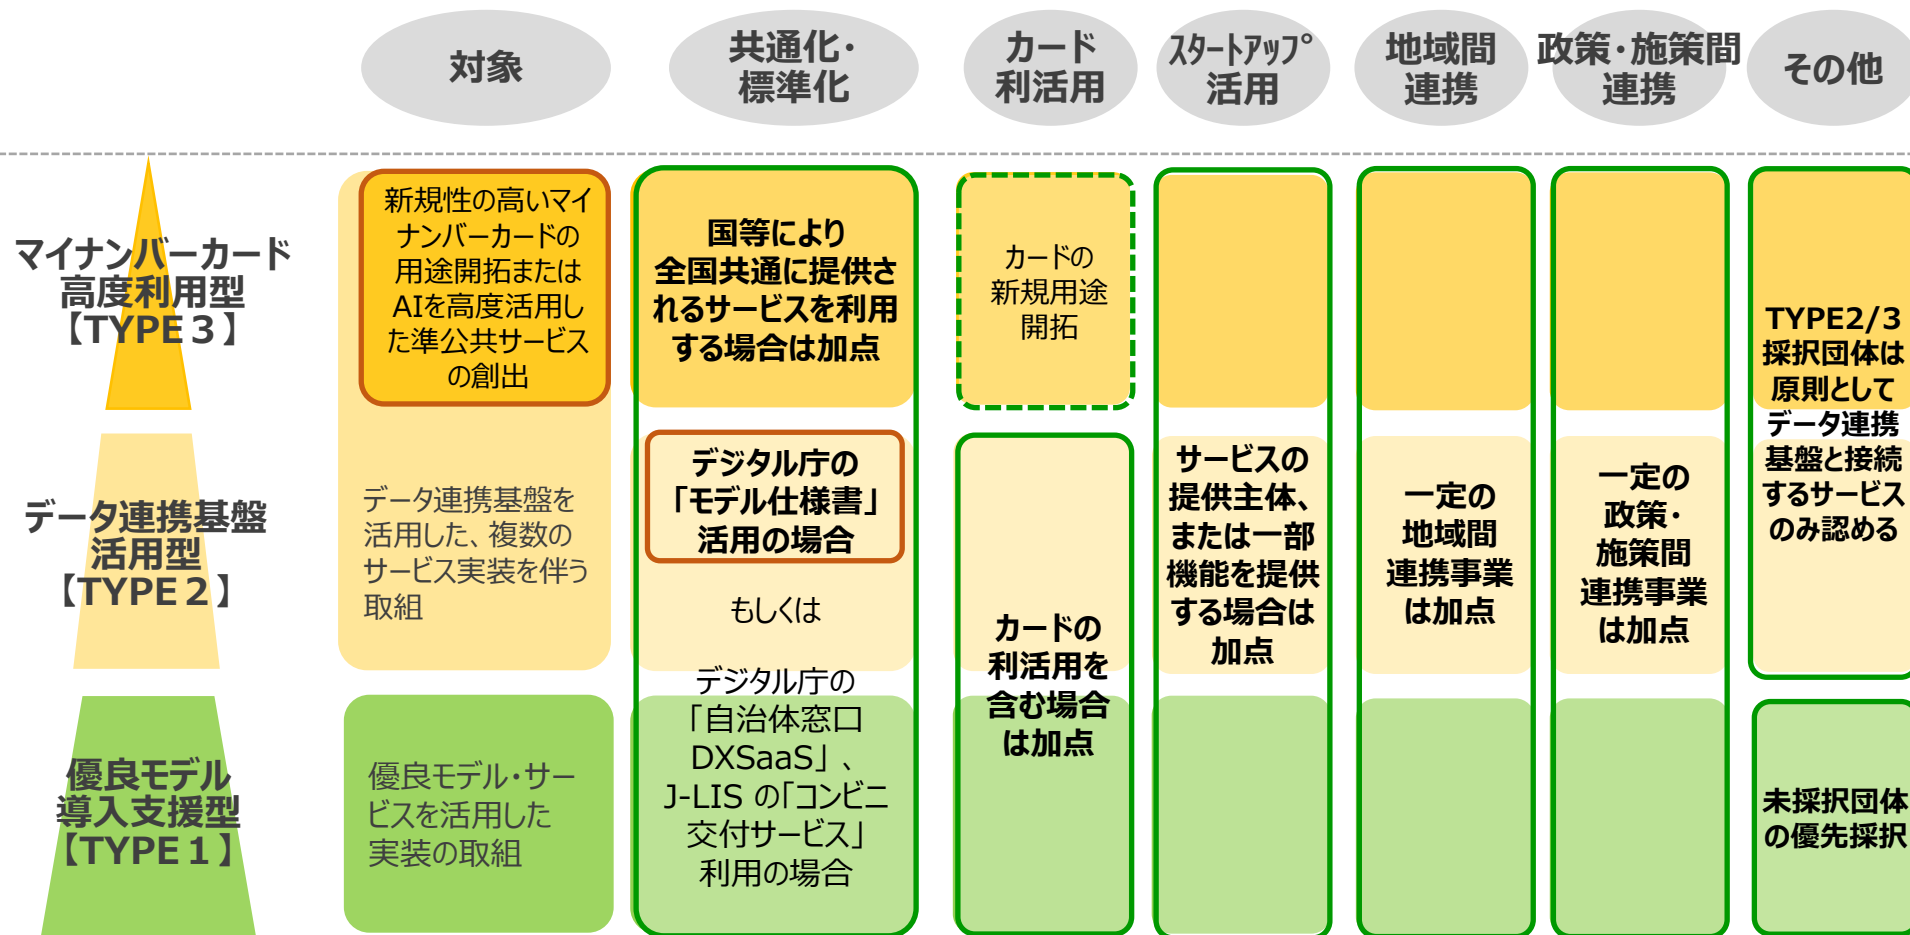 対象
共通化・
標準化
カード
利活用
ｽﾀｰﾄｱｯﾌﾟ
活用
地域間
連携
政策・施策間
連携
その他
マイナンバーカード
高度利用型
【TYPE３】
新規性の高いマイ
ナンバーカードの
用途開拓または
AIを高度活用し
た準公共サービス
の創出
国等により
全国共通に提供さ
れるサービスを利用
する場合は加点
カードの
新規用途
開拓
TYPE2/3
採択団体は
原則として
データ連携
基盤と接続
するサービス
のみ認める
データ連携基盤
活用型
【TYPE２】
データ連携基盤を
活用した、複数の
サービス実装を伴う
取組
デジタル庁の
「モデル仕様書」
活用の場合
もしくは
デジタル庁の
「自治体窓口
DXSaaS」、
J-LIS の「コンビニ
交付サービス」
利用の場合
カードの
利活用を
含む場合
は加点
サービスの
提供主体、
または一部
機能を提供
する場合は
加点
一定の
地域間
連携事業
は加点
一定の
政策・
施策間
連携事業
は加点
優良モデル
導入支援型
【TYPE１】
優良モデル・サー
ビスを活用した
実装の取組
未採択団体
の優先採択